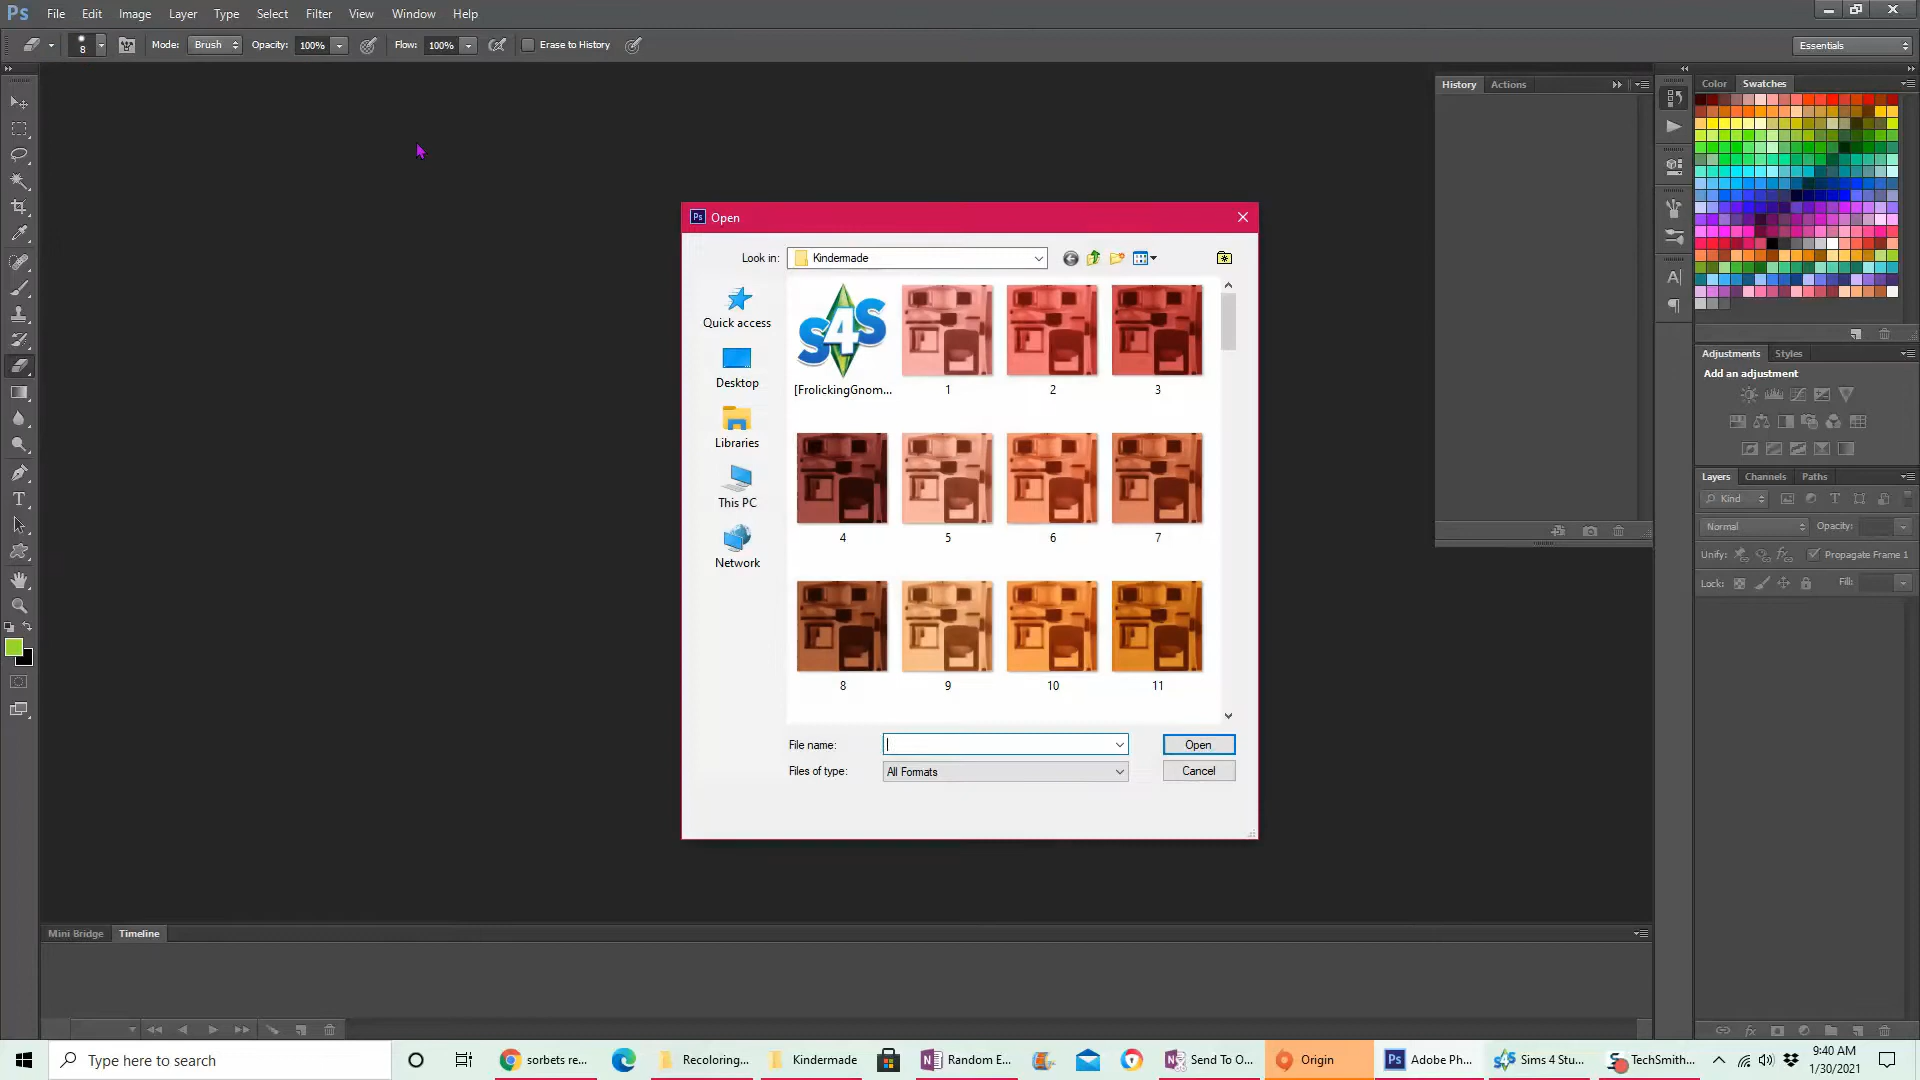 Ps File Edit Image Layer Type Select Filter View Window Help
8 Mode: Brush Opacity: 100% Flow: 100% Erase to History Essentials
History Actions
Color Swatches
Ps Open
Look in: Kindermade
Quick access
Desktop
Libraries
This PC
Network
S4S
[FrolickingGnom... 1 2 3
4 5 6 7
8 9 10 11
File name: Open
Files of type: All Formats Cancel
Adjustments Styles
Add an adjustment
Layers Channels Paths
Kind
Normal Opacity:
Unify: Propagate Frame 1
Lock: Fill:
Mini Bridge Timeline
Type here to search
sorbets re...
Recoloring...
Kindermade
Random E...
Send To O...
Origin
Adobe Ph...
Sims 4 Stu...
TechSmith...
9:40 AM
1/30/2021